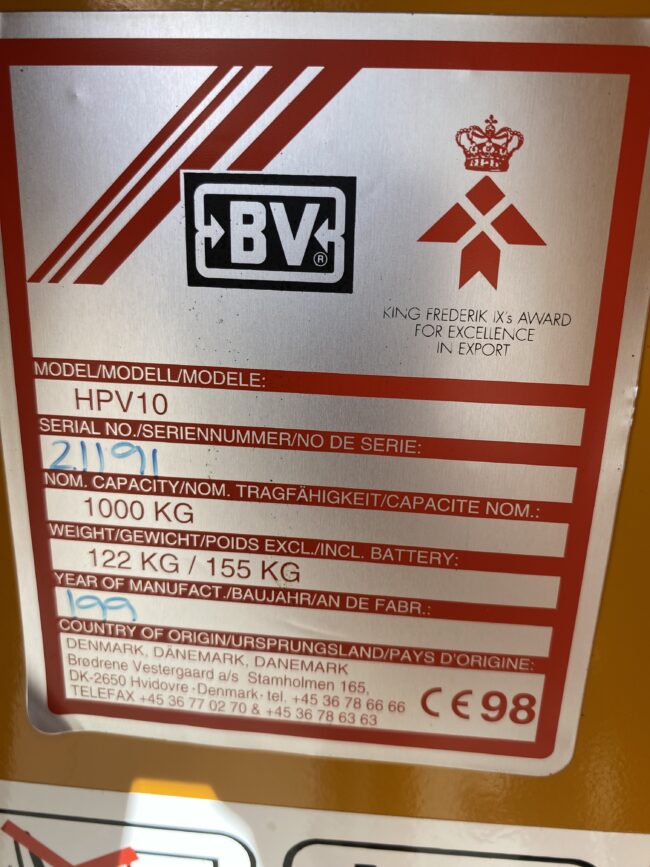 BV®
KING FREDERIK IX's AWARD
FOR EXCELLENCE
IN EXPORT
MODEL/MODELL/MODELE:
HPV10
SERIAL NO./SERIENNUMMER/NO DE SERIE:
21191
NOM. CAPACITY/NOM. TRAGFÄHIGKEIT/CAPACITE NOM.:
1000 KG
WEIGHT/GEWICHT/POIDS EXCL./INCL. BATTERY:
122 KG / 155 KG
YEAR OF MANUFACT./BAUJAHR/AN DE FABR.:
199
COUNTRY OF ORIGIN/URSPRUNGSLAND/PAYS D'ORIGINE:
DENMARK, DÄNEMARK, DANEMARK
Brødrene Vestergaard a/s Stamholmen 165,
DK-2650 Hvidovre · Denmark · tel. +45 36 78 66 66
TELEFAX +45 36 77 02 70 & +45 36 78 63 63
CE 98